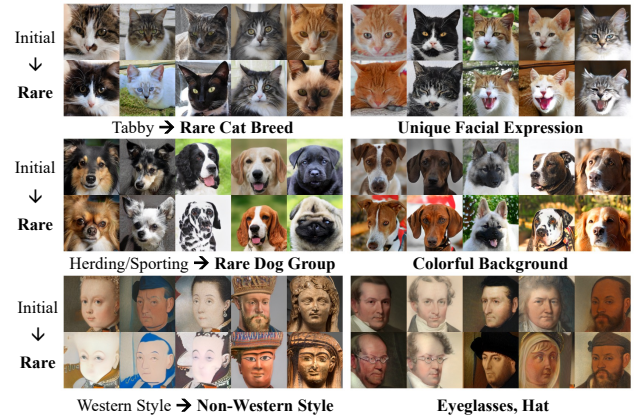 Initial
↓
Rare
Tabby → Rare Cat Breed
Unique Facial Expression
Initial
↓
Rare
Herding/Sporting → Rare Dog Group
Colorful Background
Initial
↓
Rare
Western Style → Non-Western Style
Eyeglasses, Hat